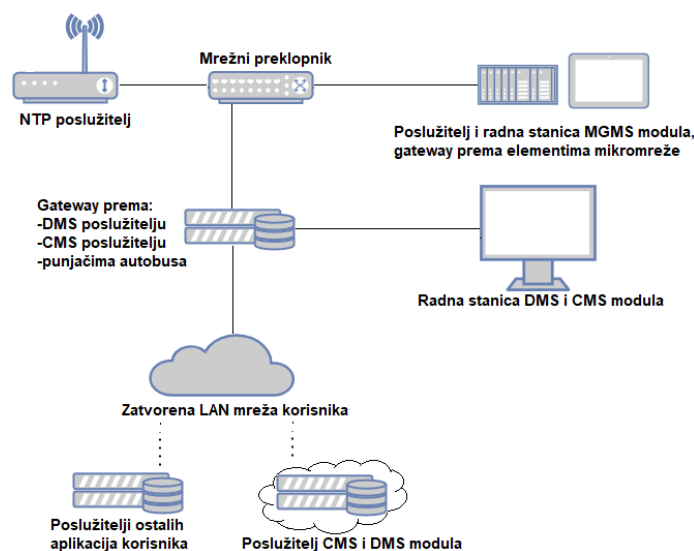 Mrežni preklopnik
NTP poslužitelj
Poslužitelj i radna stanica MGMS modula,
gateway prema elementima mikromreže
Gateway prema:
-DMS poslužitelju
-CMS poslužitelju
-punjačima autobusa
Radna stanica DMS i CMS modula
Zatvorena LAN mreža korisnika
Poslužitelji ostalih
aplikacija korisnika
Poslužitelj CMS i DMS modula